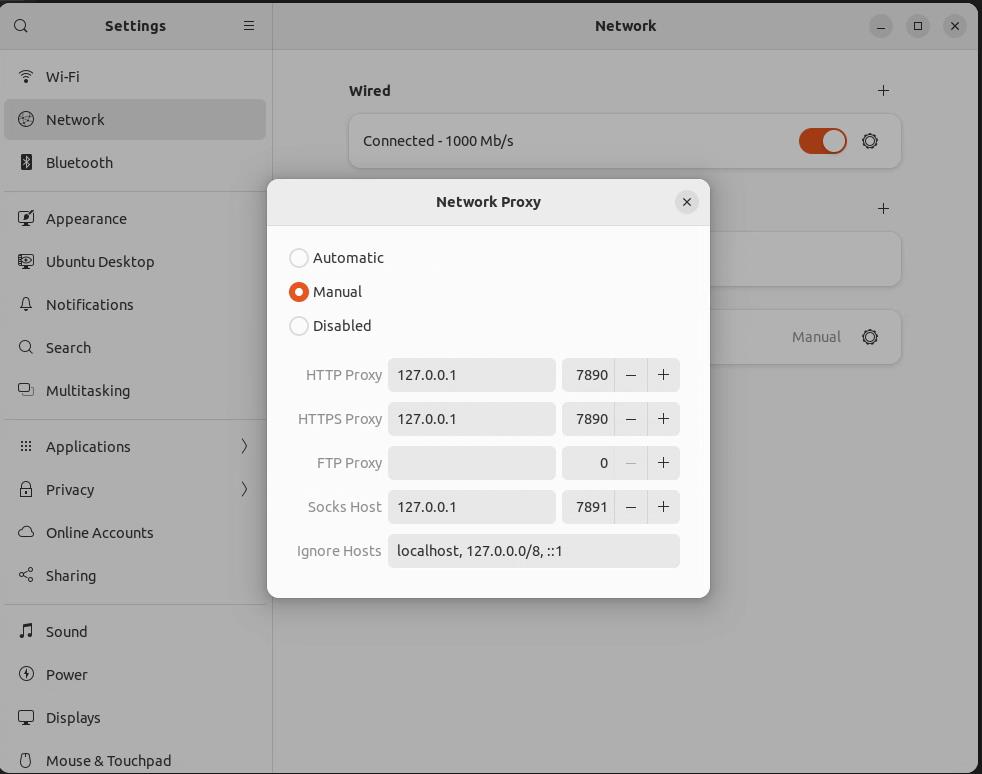 Settings
Network
Wi-Fi
Network
Bluetooth
Appearance
Ubuntu Desktop
Notifications
Search
Multitasking
Applications
Privacy
Online Accounts
Sharing
Sound
Power
Displays
Mouse & Touchpad
Wired
Connected - 1000 Mb/s
Manual
Network Proxy
Automatic
Manual
Disabled
HTTP Proxy 127.0.0.1 7890
HTTPS Proxy 127.0.0.1 7890
FTP Proxy 0
Socks Host 127.0.0.1 7891
Ignore Hosts localhost, 127.0.0.0/8, ::1